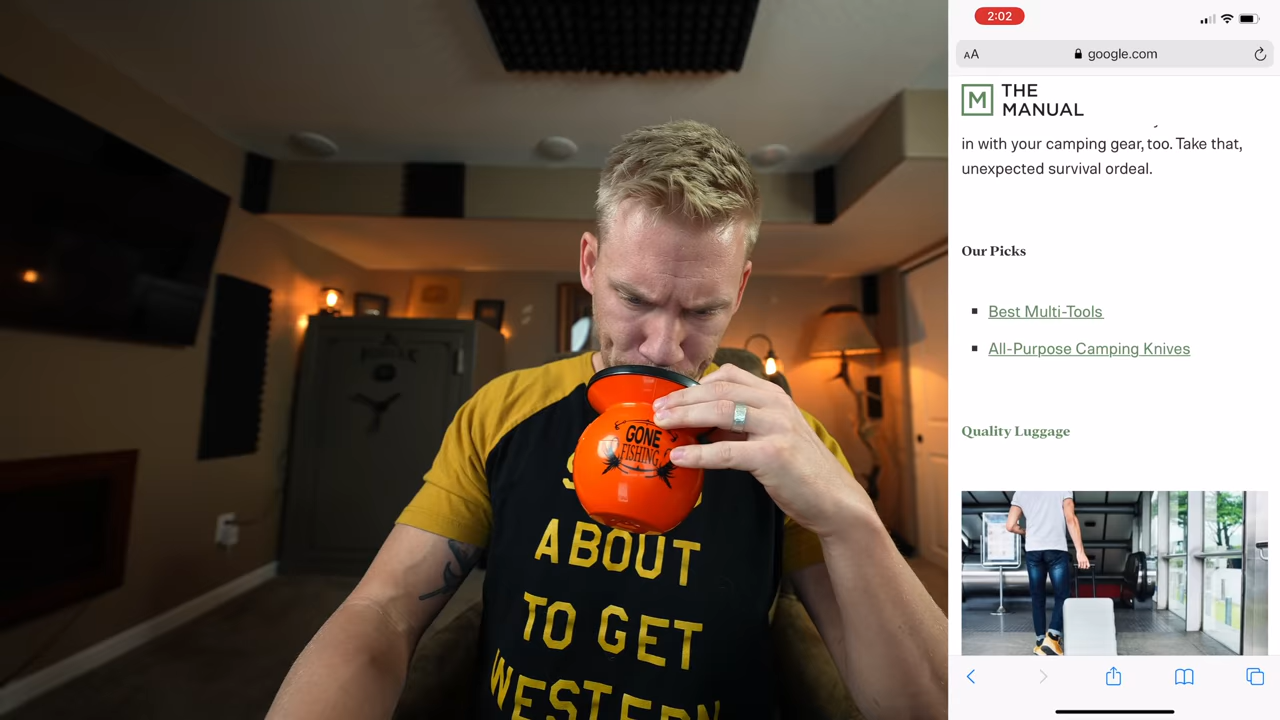 GONE
FISHING
ABOUT
TO GET
WESTERN
2:02
AA
google.com
M
THE
MANUAL
in with your camping gear, too. Take that,
unexpected survival ordeal.
Our Picks
Best Multi-Tools
All-Purpose Camping Knives
Quality Luggage